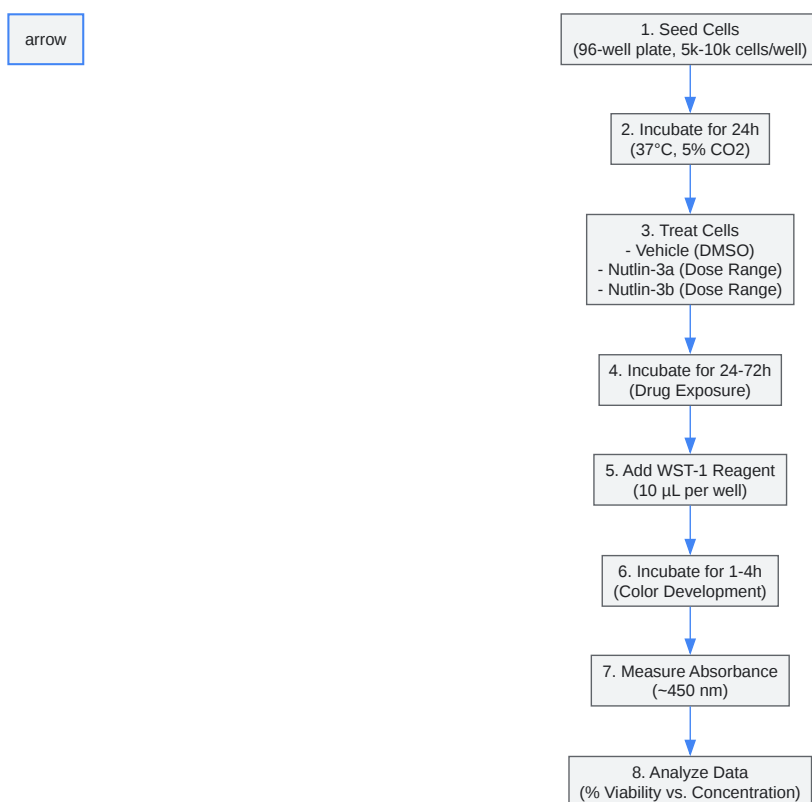 arrow
1. Seed Cells
(96-well plate, 5k-10k cells/well)
2. Incubate for 24h
(37°C, 5% CO2)
3. Treat Cells
- Vehicle (DMSO)
- Nutlin-3a (Dose Range)
- Nutlin-3b (Dose Range)
4. Incubate for 24-72h
(Drug Exposure)
5. Add WST-1 Reagent
(10 µL per well)
6. Incubate for 1-4h
(Color Development)
7. Measure Absorbance
(~450 nm)
8. Analyze Data
(% Viability vs. Concentration)